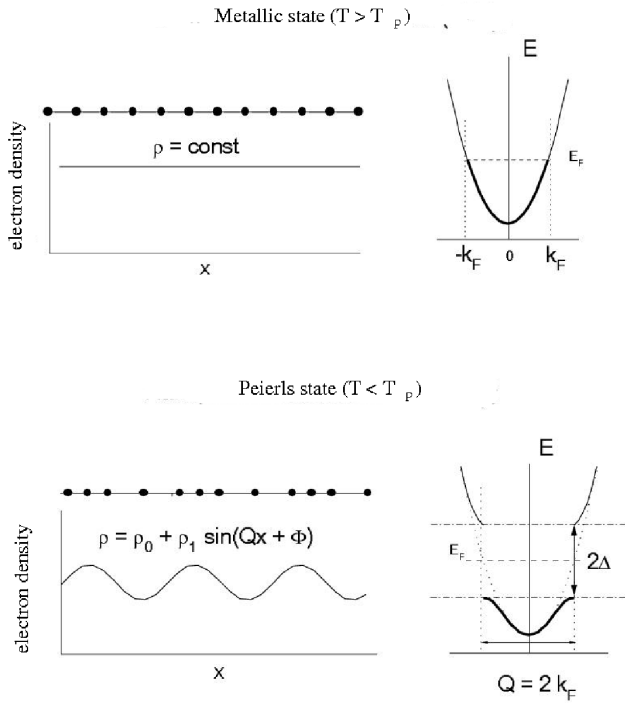 Metallic state (T > T P)
E
ρ = const
E F
electron density
x
-k F 0 k F
Peierls state (T < T P)
E
ρ = ρ0 + ρ1 sin(Qx + Φ)
E F
2Δ
electron density
x
Q = 2 k F